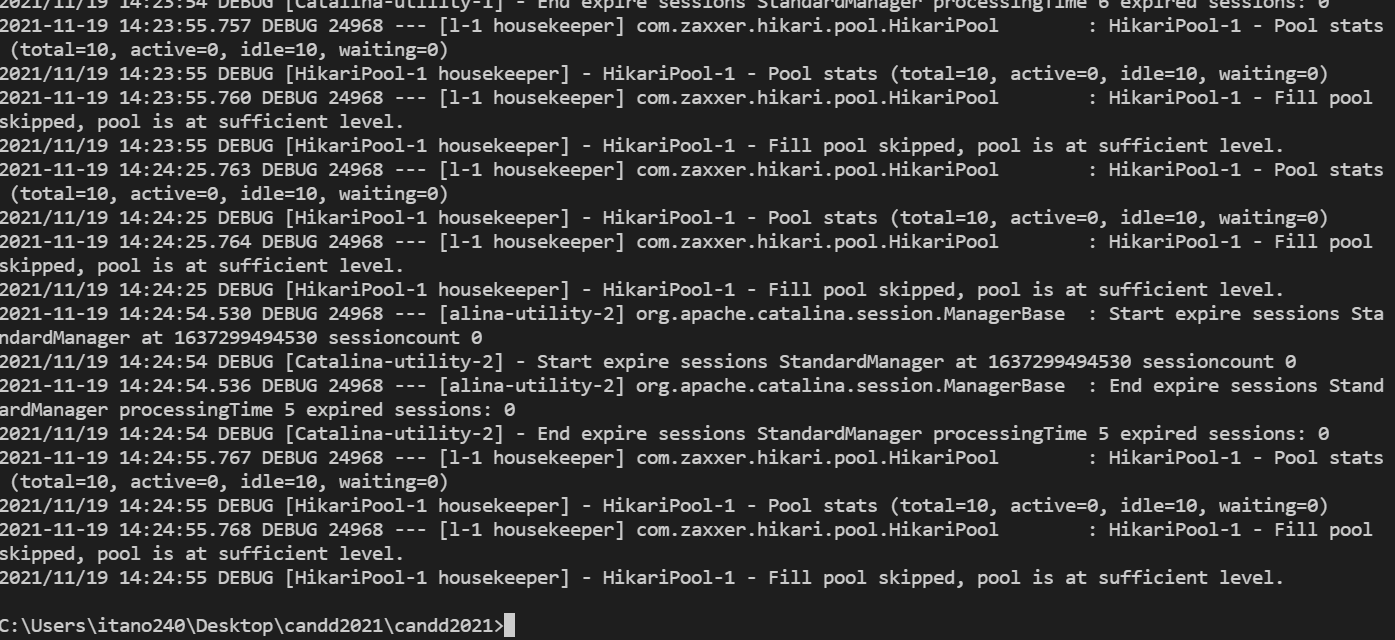 2021/11/19 14:23:54 DEBUG [Catalina-utility-1] - End expire sessions StandardManager processingTime 6 expired sessions: 0
2021-11-19 14:23:55.757 DEBUG 24968 --- [l-1 housekeeper] com.zaxxer.hikari.pool.HikariPool        : HikariPool-1 - Pool stats
(total=10, active=0, idle=10, waiting=0)
2021/11/19 14:23:55 DEBUG [HikariPool-1 housekeeper] - HikariPool-1 - Pool stats (total=10, active=0, idle=10, waiting=0)
2021-11-19 14:23:55.760 DEBUG 24968 --- [l-1 housekeeper] com.zaxxer.hikari.pool.HikariPool        : HikariPool-1 - Fill pool
skipped, pool is at sufficient level.
2021/11/19 14:23:55 DEBUG [HikariPool-1 housekeeper] - HikariPool-1 - Fill pool skipped, pool is at sufficient level.
2021-11-19 14:24:25.763 DEBUG 24968 --- [l-1 housekeeper] com.zaxxer.hikari.pool.HikariPool        : HikariPool-1 - Pool stats
(total=10, active=0, idle=10, waiting=0)
2021/11/19 14:24:25 DEBUG [HikariPool-1 housekeeper] - HikariPool-1 - Pool stats (total=10, active=0, idle=10, waiting=0)
2021-11-19 14:24:25.764 DEBUG 24968 --- [l-1 housekeeper] com.zaxxer.hikari.pool.HikariPool        : HikariPool-1 - Fill pool
skipped, pool is at sufficient level.
2021/11/19 14:24:25 DEBUG [HikariPool-1 housekeeper] - HikariPool-1 - Fill pool skipped, pool is at sufficient level.
2021-11-19 14:24:54.530 DEBUG 24968 --- [alina-utility-2] org.apache.catalina.session.ManagerBase  : Start expire sessions Sta
ndardManager at 1637299494530 sessioncount 0
2021/11/19 14:24:54 DEBUG [Catalina-utility-2] - Start expire sessions StandardManager at 1637299494530 sessioncount 0
2021-11-19 14:24:54.536 DEBUG 24968 --- [alina-utility-2] org.apache.catalina.session.ManagerBase  : End expire sessions Stand
ardManager processingTime 5 expired sessions: 0
2021/11/19 14:24:54 DEBUG [Catalina-utility-2] - End expire sessions StandardManager processingTime 5 expired sessions: 0
2021-11-19 14:24:55.767 DEBUG 24968 --- [l-1 housekeeper] com.zaxxer.hikari.pool.HikariPool        : HikariPool-1 - Pool stats
(total=10, active=0, idle=10, waiting=0)
2021/11/19 14:24:55 DEBUG [HikariPool-1 housekeeper] - HikariPool-1 - Pool stats (total=10, active=0, idle=10, waiting=0)
2021-11-19 14:24:55.768 DEBUG 24968 --- [l-1 housekeeper] com.zaxxer.hikari.pool.HikariPool        : HikariPool-1 - Fill pool
skipped, pool is at sufficient level.
2021/11/19 14:24:55 DEBUG [HikariPool-1 housekeeper] - HikariPool-1 - Fill pool skipped, pool is at sufficient level.
C:\Users\itano240\Desktop\candd2021\candd2021>